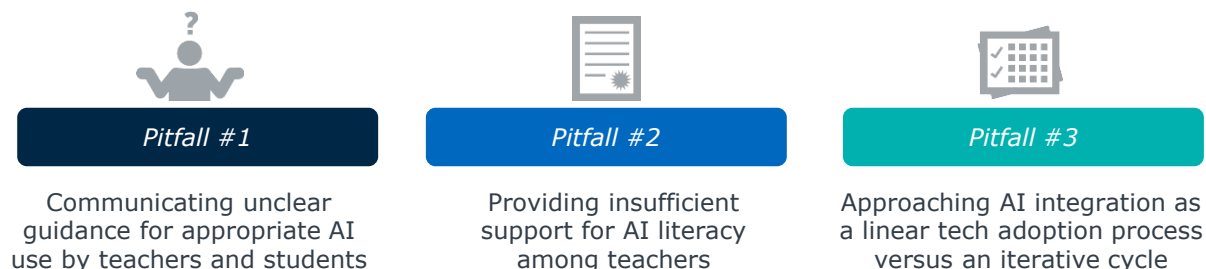 ?
Pitfall #1
Communicating unclear
guidance for appropriate AI
use by teachers and students
Pitfall #2
Providing insufficient
support for AI literacy
among teachers
Pitfall #3
Approaching AI integration as
a linear tech adoption process
versus an iterative cycle